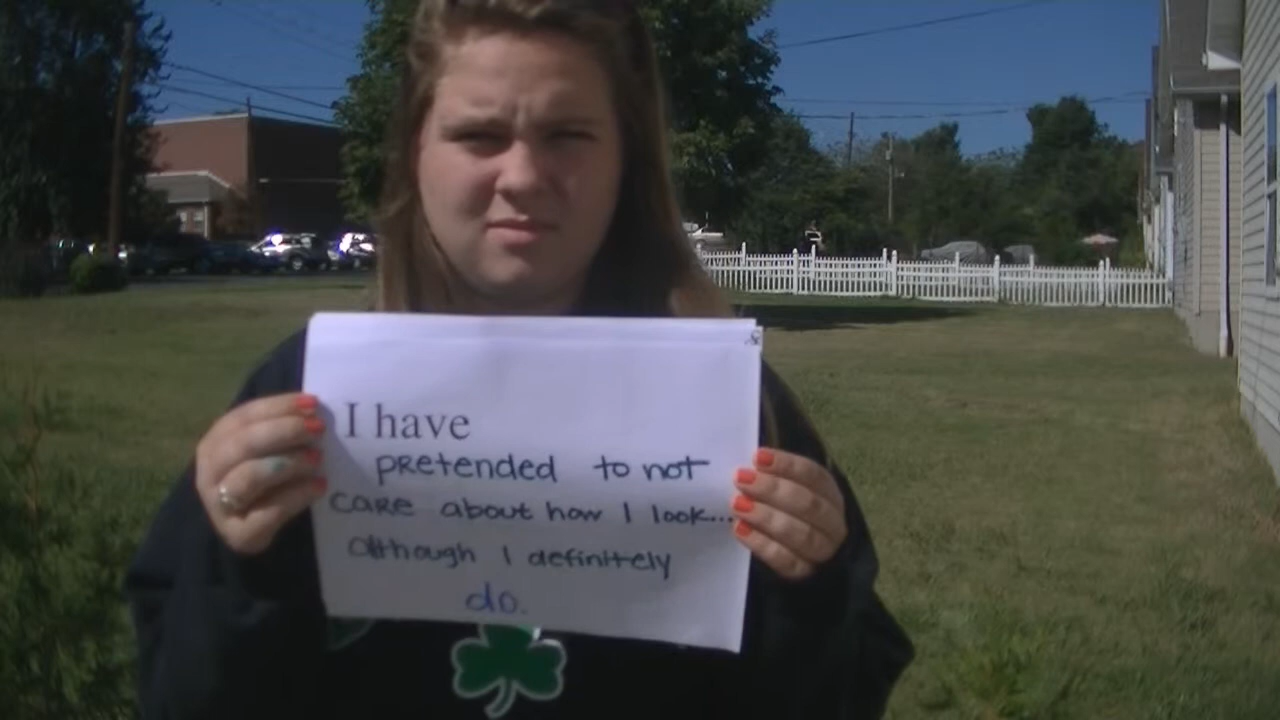 I have
pretended to not
care about how I look...
although I definitely
do.